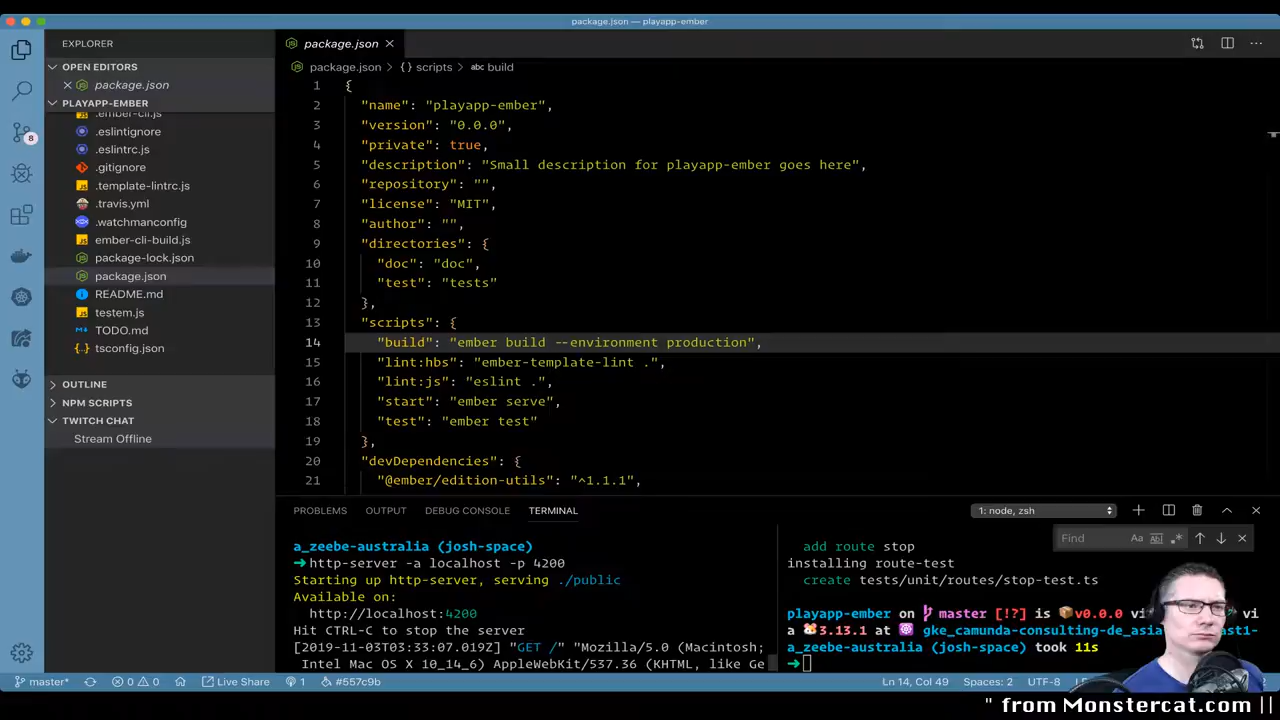 package.json — playapp-ember
EXPLORER
OPEN EDITORS
package.json
PLAYAPP-EMBER
.ember-cli.js
.eslintignore
.eslintrc.js
.gitignore
.template-lintrc.js
.travis.yml
.watchmanconfig
ember-cli-build.js
package-lock.json
package.json
README.md
testem.js
TODO.md
tsconfig.json
OUTLINE
NPM SCRIPTS
TWITCH CHAT
Stream Offline
8
package.json
package.json > {} scripts > abc build
1 {
2 "name": "playapp-ember",
3 "version": "0.0.0",
4 "private": true,
5 "description": "Small description for playapp-ember goes here",
6 "repository": "",
7 "license": "MIT",
8 "author": "",
9 "directories": {
10 "doc": "doc",
11 "test": "tests"
12 },
13 "scripts": {
14 "build": "ember build --environment production",
15 "lint:hbs": "ember-template-lint .",
16 "lint:js": "eslint .",
17 "start": "ember serve",
18 "test": "ember test"
19 },
20 "devDependencies": {
21 "@ember/edition-utils": "^1.1.1",
PROBLEMS OUTPUT DEBUG CONSOLE TERMINAL
1: node, zsh
a_zeebe-australia (josh-space)
➜ http-server -a localhost -p 4200
Starting up http-server, serving ./public
Available on:
http://localhost:4200
Hit CTRL-C to stop the server
[2019-11-03T03:33:07.019Z] "GET /" "Mozilla/5.0 (Macintosh;
Intel Mac OS X 10_14_6) AppleWebKit/537.36 (KHTML, like Ge
Find
add route stop
installing route-test
create tests/unit/routes/stop-test.ts
playapp-ember on master [!?] is v0.0.0 vi
a 3.13.1 at gke_camunda-consulting-de_asia
a_zeebe-australia (josh-space) took 11s
➜
master* 0 0 Live Share 1 #557c9b
Ln 14, Col 49 Spaces: 2 UTF-8
" from Monstercat.com ||